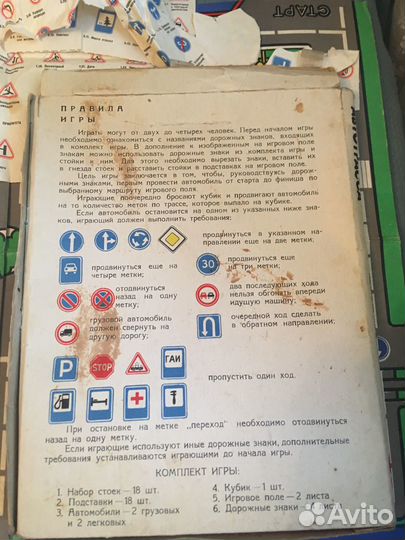 СТАРТ
ПРАВИЛА
ИГРЫ
Играть могут от двух до четырех человек. Перед началом игры
необходимо ознакомиться с названиями дорожных знаков, входящих
в комплект игры. В дополнение к изображенным на игровом поле
знакам можно использовать дорожные знаки из комплекта игры и
стойки к ним. Для этого необходимо вырезать знаки, вставить их
в гнезда стоек и расставить стойки в подставках на игровом поле.
Цель игры заключается в том, чтобы, руководствуясь дорож-
ными знаками, первым провести автомобиль от старта до финиша по
выбранному маршруту игрового поля.
Играющие поочередно бросают кубик и продвигают автомобиль
на то количество меток по трассе, которое выпало на кубике.
Если автомобиль остановится на одном из указанных ниже зна-
ков, играющий должен выполнить требования:
продвинуться в указанном на-
правлении еще на две метки;
продвинуться еще на
четыре метки;
30
продвинуться еще
на три метки;
отодвинуться
назад на одну
метку;
два последующих хода
нельзя обгонять впереди
идущую машину;
грузовой автомобиль
должен свернуть на
другую дорогу;
очередной ход сделать
в обратном направлении;
P
STOP
ГАИ
пропустить один ход.
При остановке на метке „переход" необходимо отодвинуться
назад на одну метку.
Если играющие используют иные дорожные знаки, дополнительные
требования устанавливаются играющими до начала игры.
КОМПЛЕКТ ИГРЫ:
1. Набор стоек — 18 шт.
2. Подставки — 18 шт.
3. Автомобили — 2 грузовых
и 2 легковых
4. Кубик — 1 шт.
5. Игровое поле — 2 листа
6. Дорожные знаки
Avito